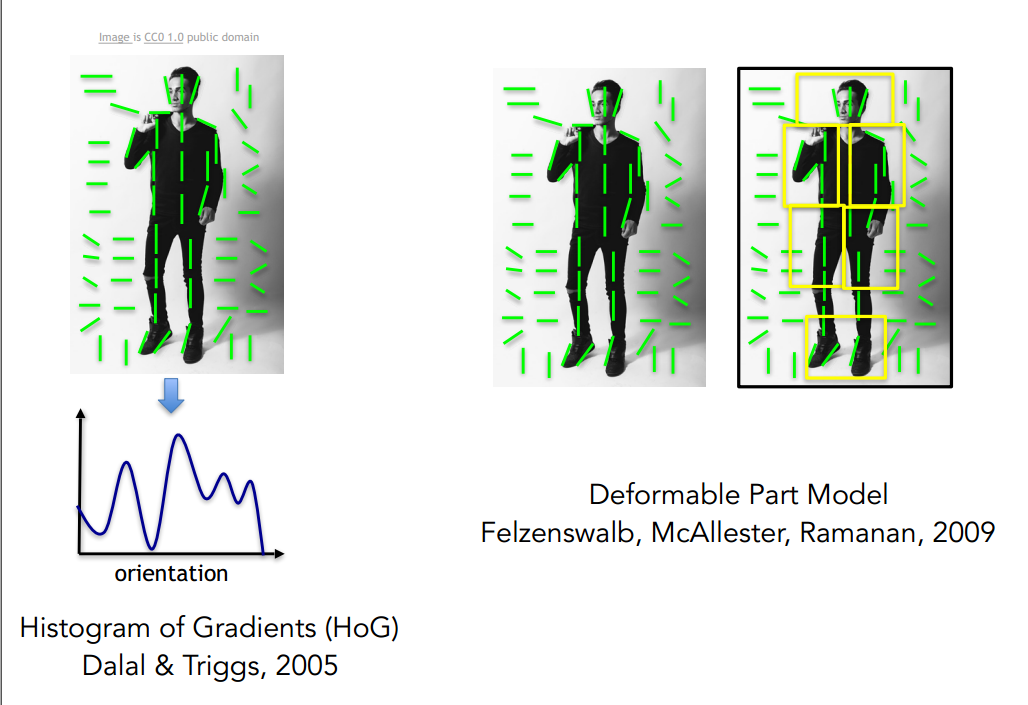 Image is CC0 1.0 public domain
orientation
Histogram of Gradients (HoG)
Dalal & Triggs, 2005
Deformable Part Model
Felzenswalb, McAllester, Ramanan, 2009